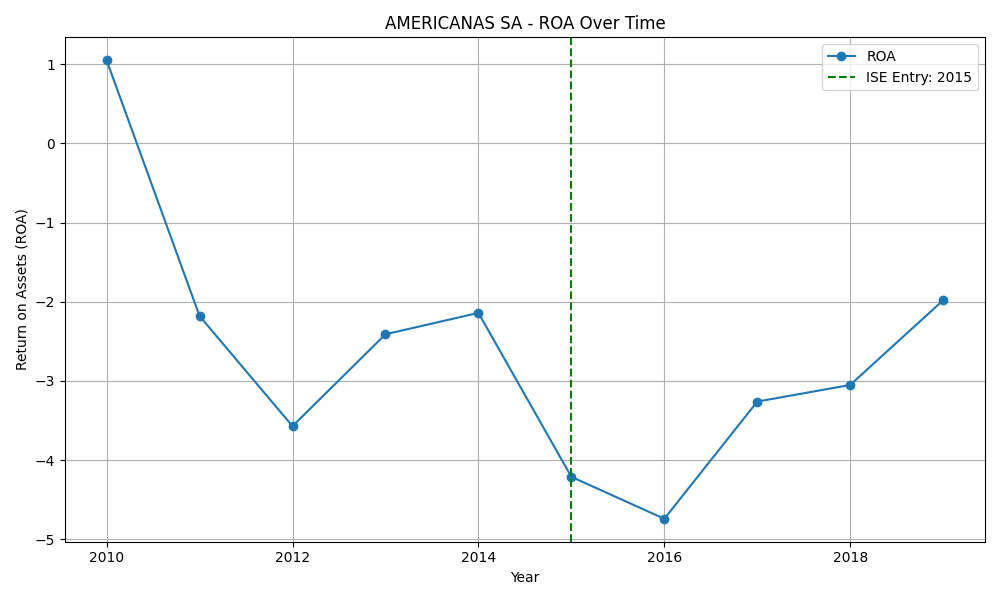 AMERICANAS SA - ROA Over Time
ROA
ISE Entry: 2015
Return on Assets (ROA)
1
0
−1
−2
−3
−4
−5
2010
2012
2014
2016
2018
Year